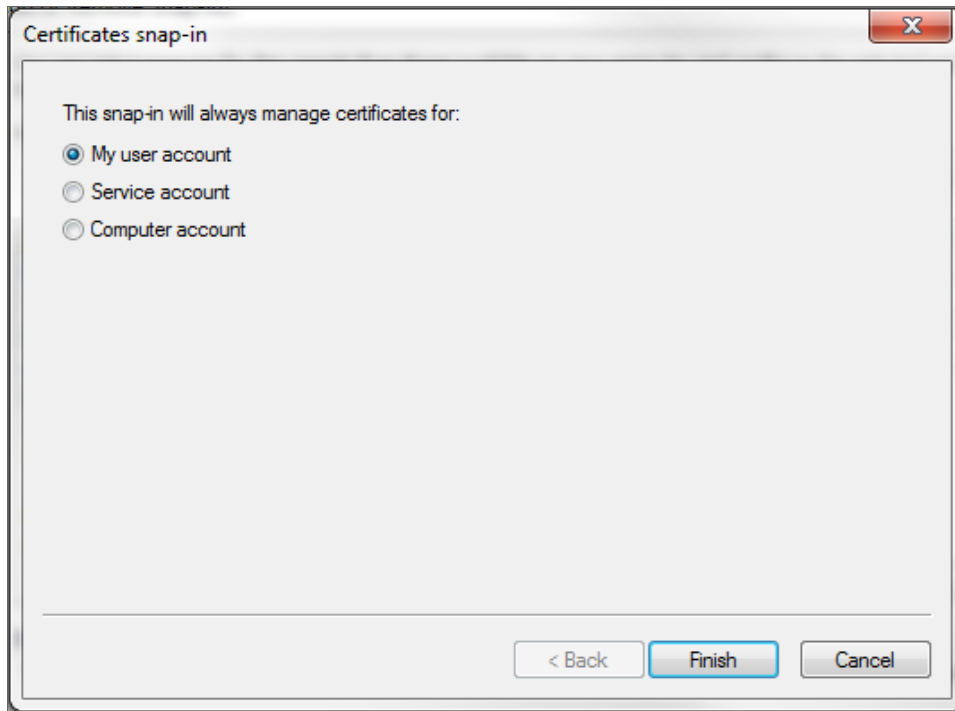 Certificates snap-in
This snap-in will always manage certificates for:
My user account
Service account
Computer account
< Back
Finish
Cancel